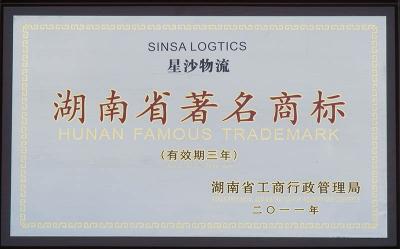 SINSA LOGTICS
星沙物流
湖南省著名商标
HUNAN FAMOUS TRADEMARK
(有效期三年)
湖南省工商行政管理局
二〇一一年